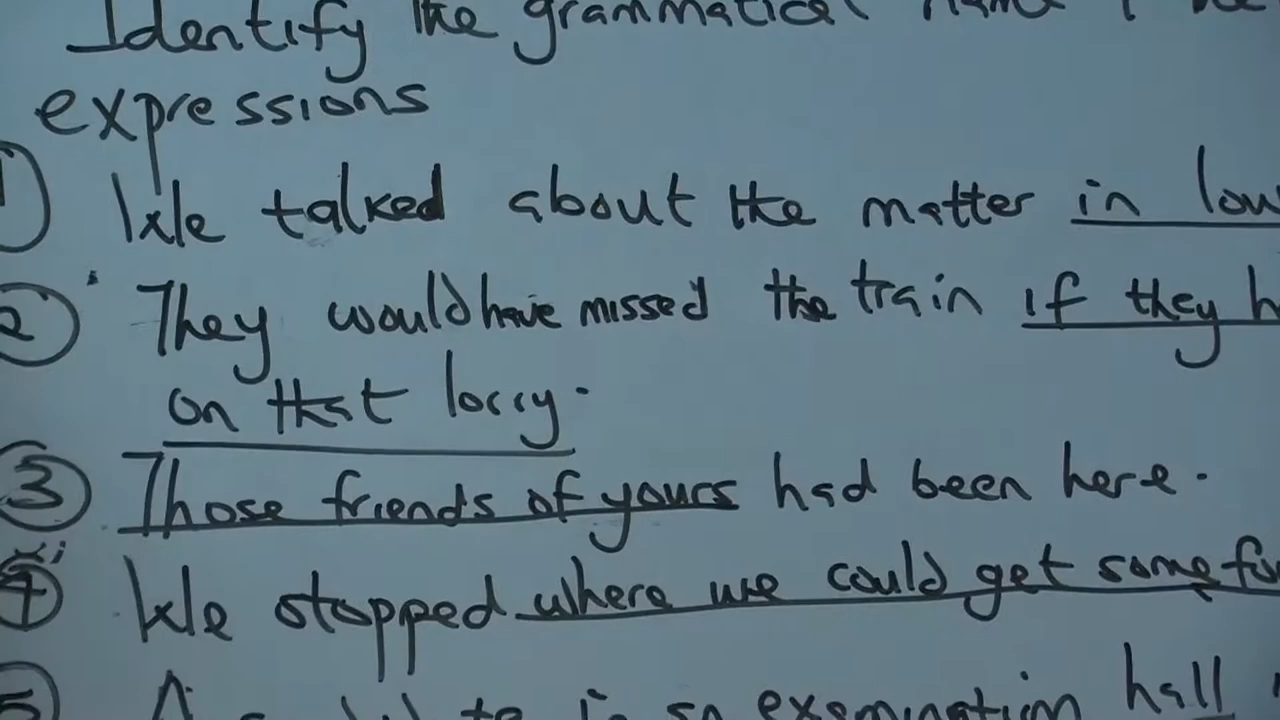 Identify the grammatical name
expressions
1 We talked about the matter in
2 They would have missed the train if they
on that lorry.
3 Those friends of yours had been here.
4 We stopped where we could get some
5 examination hall